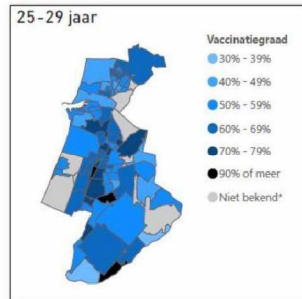 25-29 jaar
Vaccinatiegraad
30% - 39%
40% - 49%
50% - 59%
60% - 69%
70% - 79%
90% of meer
Niet bekend*